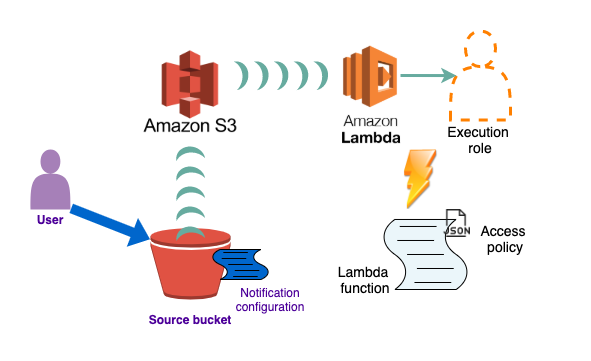 Amazon S3
Amazon
Lambda
Execution
role
User
JSON
Access
policy
Lambda
function
Notification
configuration
Source bucket